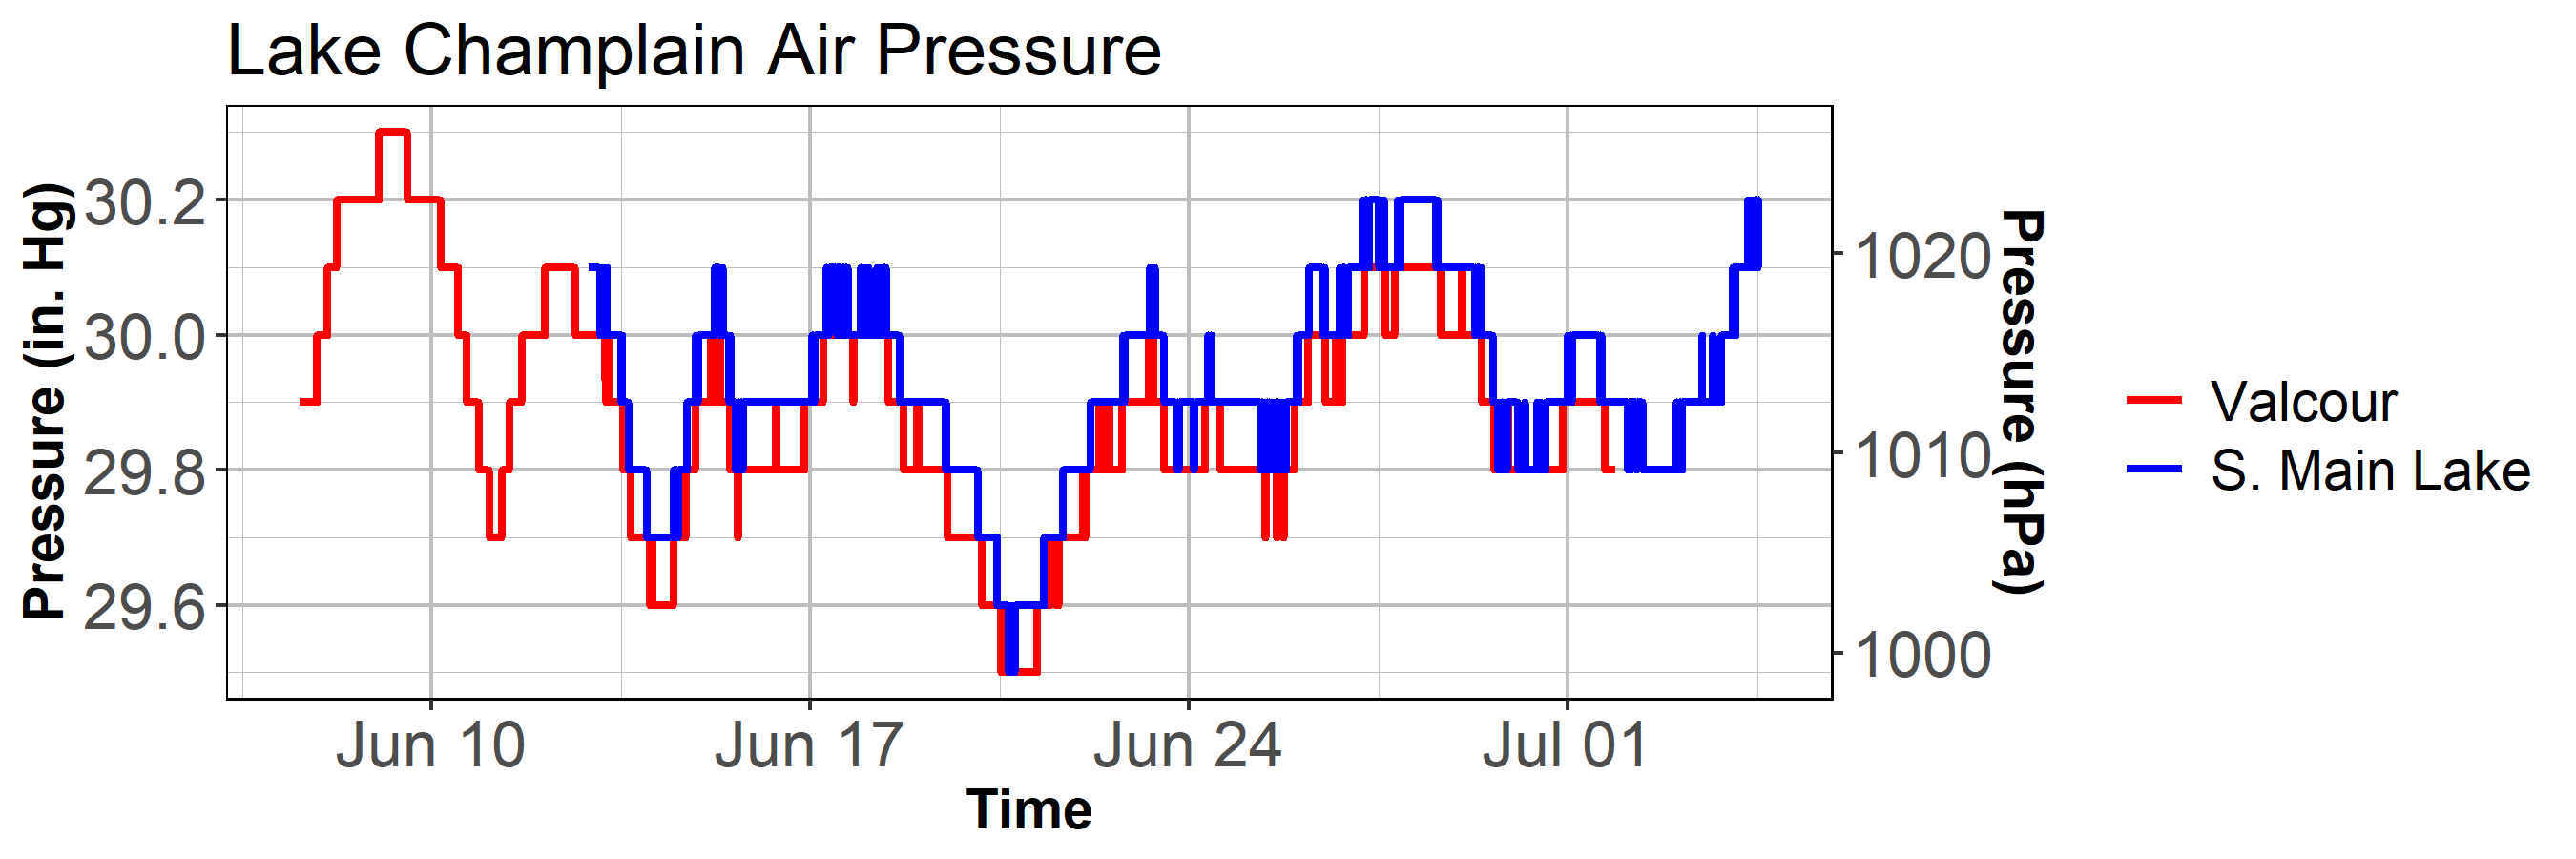 Lake Champlain Air Pressure
Pressure (in. Hg)
30.2
30.0
29.8
29.6
1020
1010
1000
Pressure (hPa)
Jun 10
Jun 17
Jun 24
Jul 01
Time
Valcour
S. Main Lake